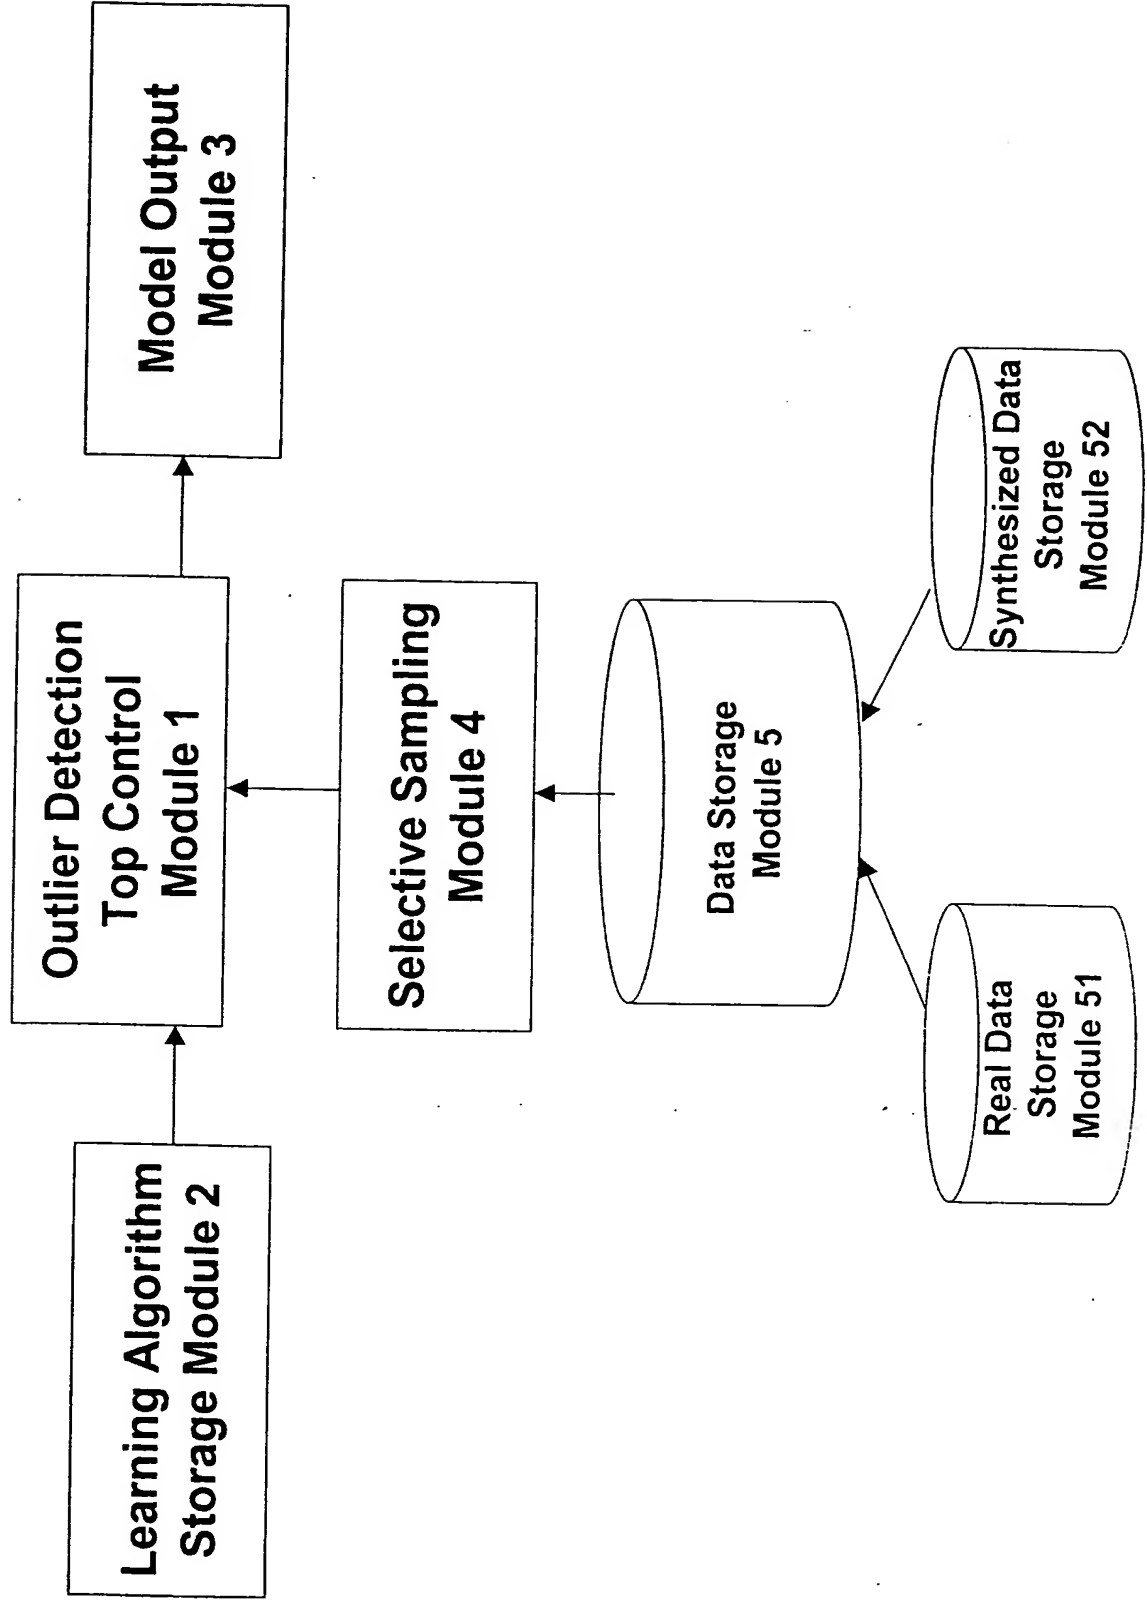 Learning Algorithm
Storage Module 2
Outlier Detection
Top Control
Module 1
Model Output
Module 3
Selective Sampling
Module 4
Data Storage
Module 5
Real Data
Storage
Module 51
Synthesized Data
Storage
Module 52